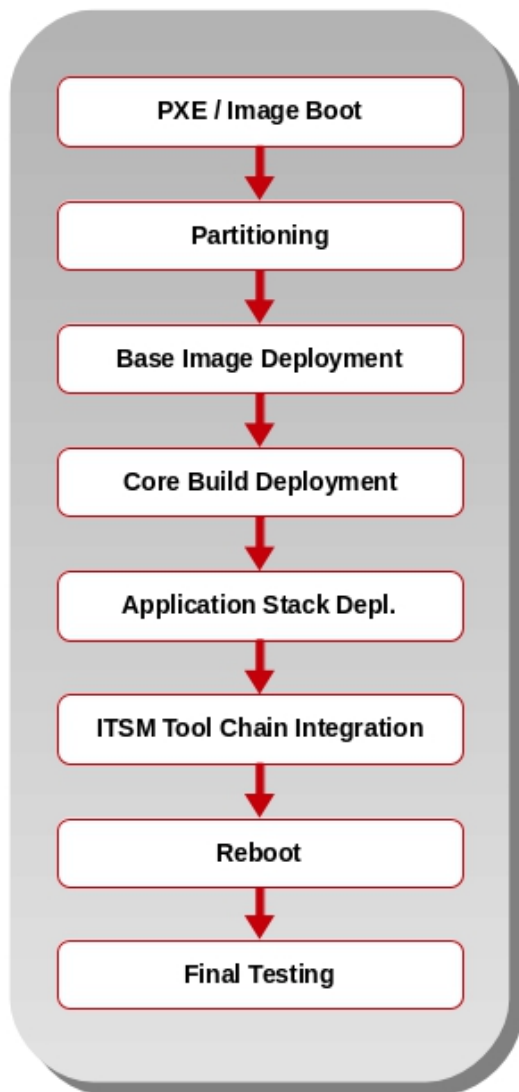 PXE / Image Boot
Partitioning
Base Image Deployment
Core Build Deployment
Application Stack Depl.
ITSM Tool Chain Integration
Reboot
Final Testing